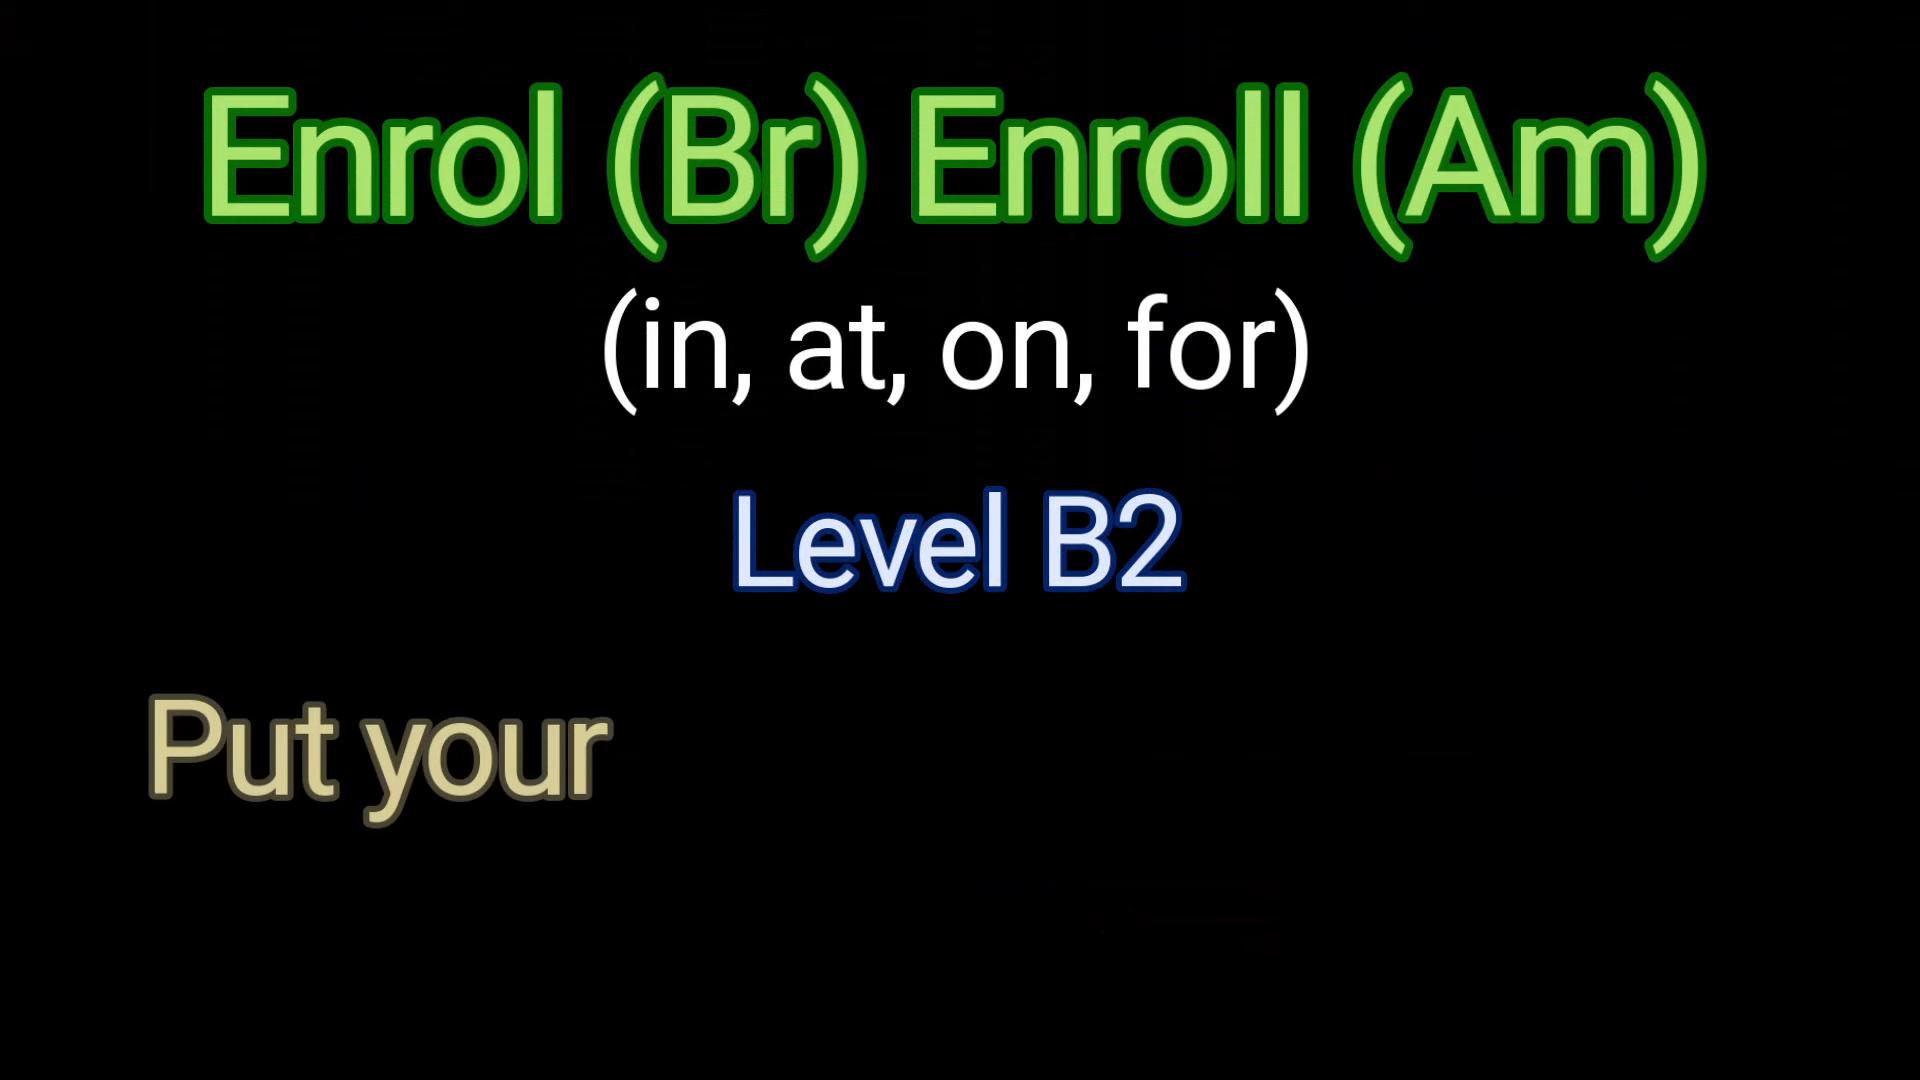 Enrol (Br) Enroll (Am)
(in, at, on, for)
Level B2
Put your